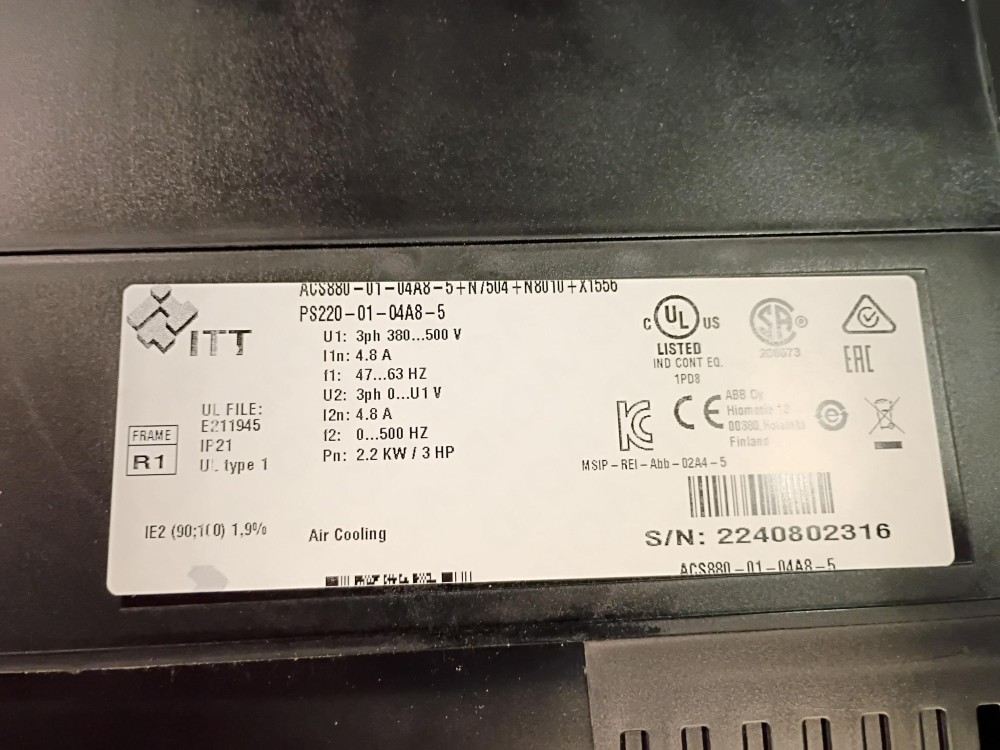 ACS880-01-04A8-5+N7504+N8010+X1556
PS220-01-04A8-5
ITT
U1: 3ph 380...500 V
I1n: 4.8 A
f1: 47...63 HZ
U2: 3ph 0...U1 V
I2n: 4.8 A
f2: 0...500 HZ
Pn: 2.2 KW / 3 HP
UL FILE:
E211945
IP21
UL type 1
FRAME
R1
IE2 (90;100) 1,9%
Air Cooling
C UL US
LISTED
IND CONT EQ.
1PD8
SA
EAC
CE
ABB Oy
Hiomotie 13
00380,
Finland
MSIP-REI-Abb-02A4-5
S/N: 2240802316
ACS880-01-04A8-5